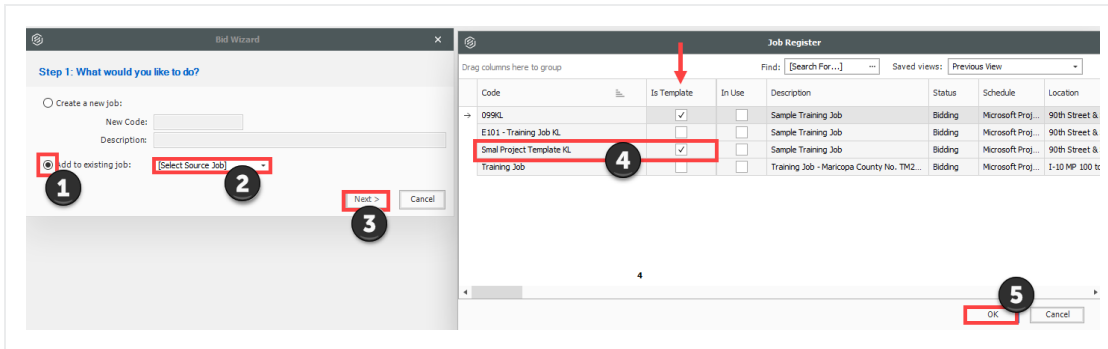 Bid Wizard
Step 1: What would you like to do?
Create a new job:
New Code:
Description:
Add to existing job: [Select Source Job]
1
2
Next > Cancel
3
Job Register
Drag columns here to group Find: [Search For...] ... Saved views: Previous View
Code Is Template In Use Description Status Schedule Location
099KL Sample Training Job Bidding Microsoft Proj... 90th Street &
E101 - Training Job KL Sample Training Job Bidding Microsoft Proj... 90th Street &
Smal Project Template KL Sample Training Job Bidding Microsoft Proj... 90th Street &
4
Training Job Training Job - Maricopa County No. TM2... Bidding Microsoft Proj... I-10 MP 100 to
4
5
OK Cancel